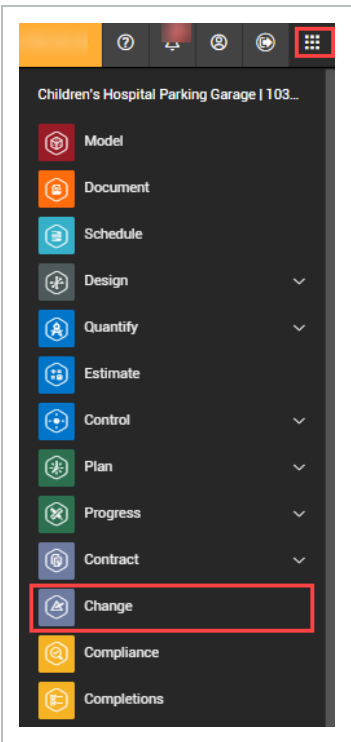 Children's Hospital Parking Garage | 103...
Model
Document
Schedule
Design
Quantify
Estimate
Control
Plan
Progress
Contract
Change
Compliance
Completions